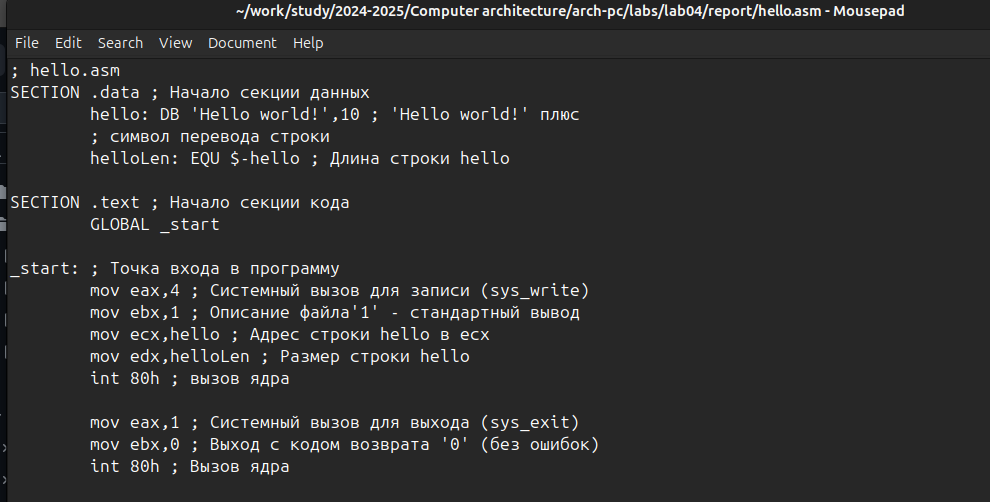 ~/work/study/2024-2025/Computer architecture/arch-pc/labs/lab04/report/hello.asm - Mousepad
File Edit Search View Document Help
; hello.asm
SECTION .data ; Начало секции данных
hello: DB 'Hello world!',10 ; 'Hello world!' плюс
; символ перевода строки
helloLen: EQU $-hello ; Длина строки hello
SECTION .text ; Начало секции кода
GLOBAL _start
_start: ; Точка входа в программу
mov eax,4 ; Системный вызов для записи (sys_write)
mov ebx,1 ; Описание файла'1' - стандартный вывод
mov ecx,hello ; Адрес строки hello в ecx
mov edx,helloLen ; Размер строки hello
int 80h ; вызов ядра
mov eax,1 ; Системный вызов для выхода (sys_exit)
mov ebx,0 ; Выход с кодом возврата '0' (без ошибок)
int 80h ; Вызов ядра